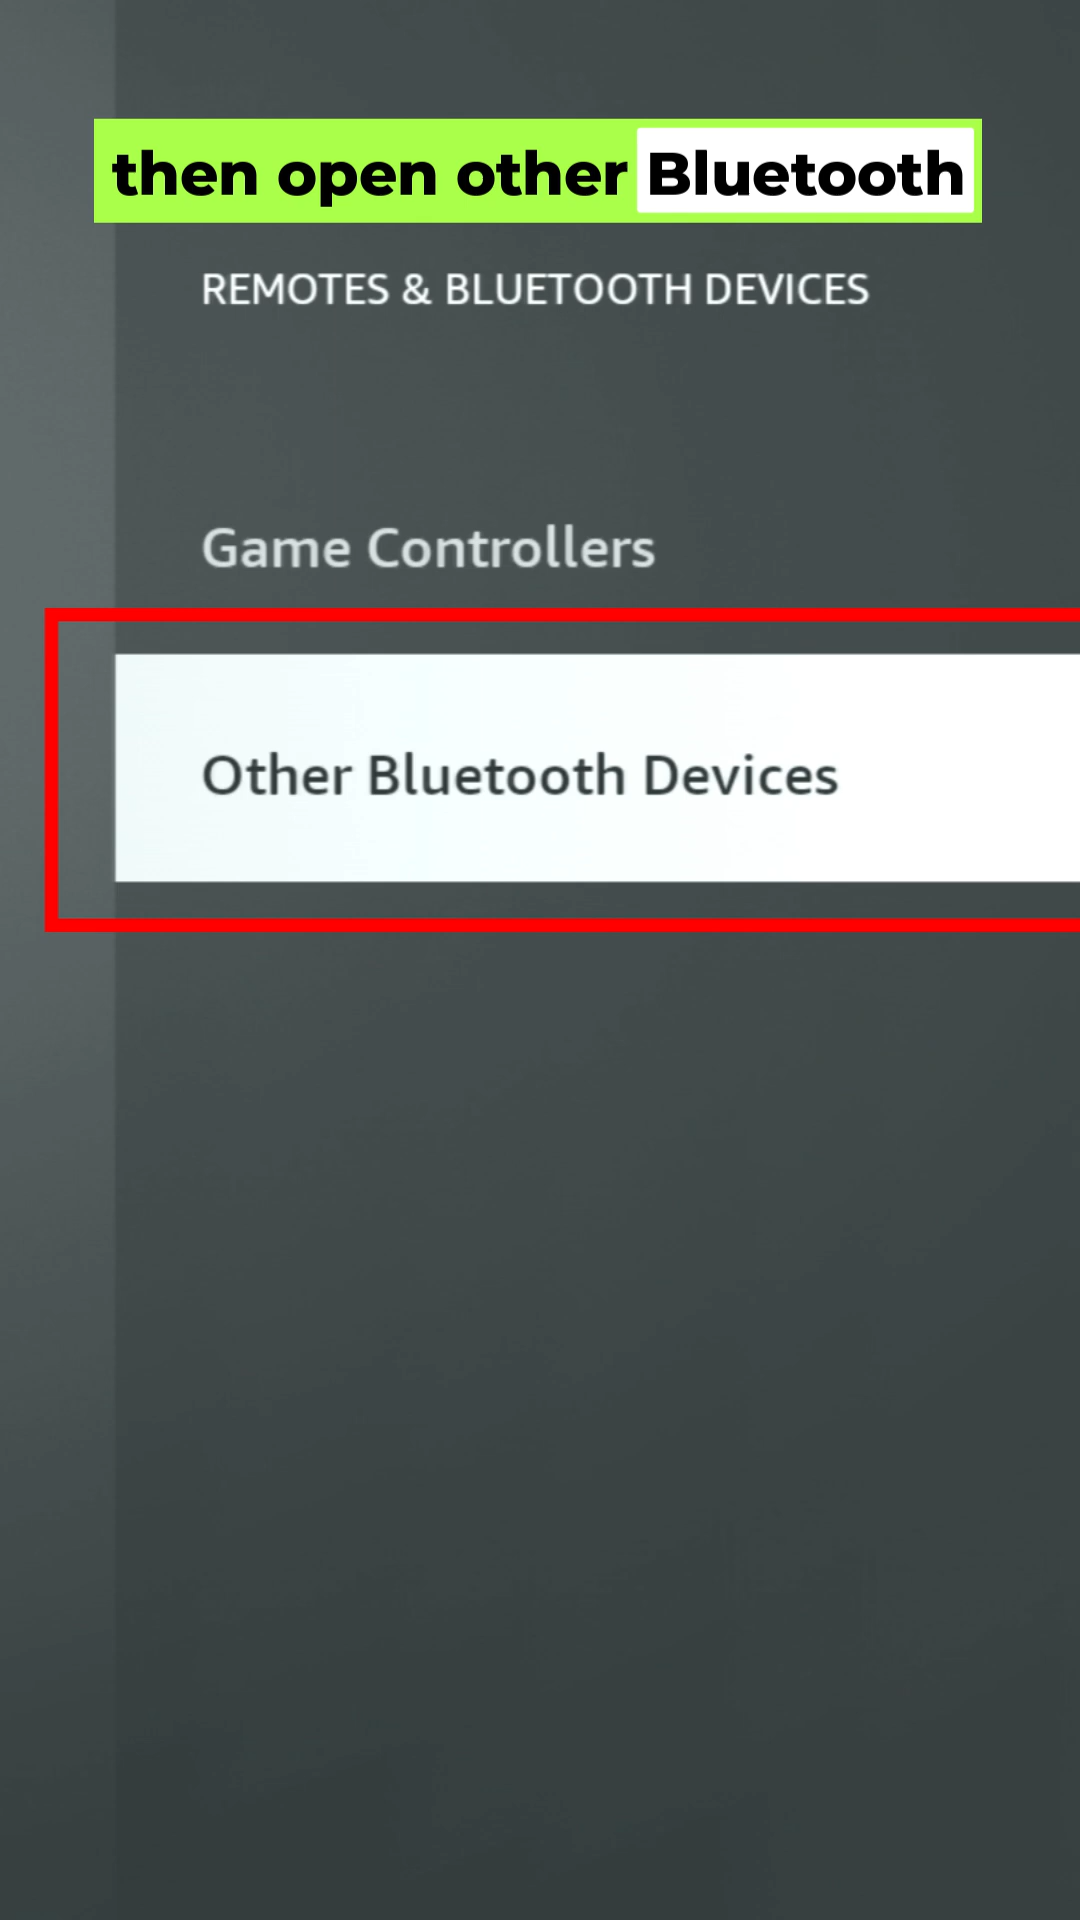 then open other Bluetooth
REMOTES & BLUETOOTH DEVICES
Game Controllers
Other Bluetooth Devices